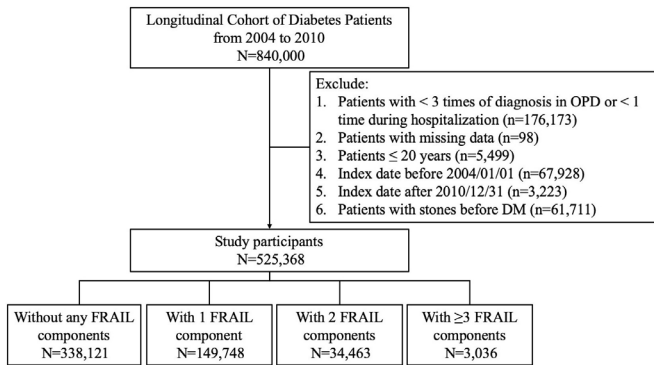 Longitudinal Cohort of Diabetes Patients
from 2004 to 2010
N=840,000
Exclude:
1. Patients with < 3 times of diagnosis in OPD or < 1
time during hospitalization (n=176,173)
2. Patients with missing data (n=98)
3. Patients ≤ 20 years (n=5,499)
4. Index date before 2004/01/01 (n=67,928)
5. Index date after 2010/12/31 (n=3,223)
6. Patients with stones before DM (n=61,711)
Study participants
N=525,368
Without any FRAIL
components
N=338,121
With 1 FRAIL
component
N=149,748
With 2 FRAIL
components
N=34,463
With ≥3 FRAIL
components
N=3,036